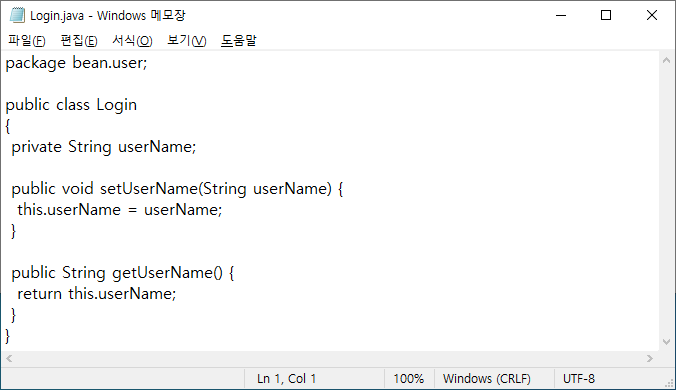 Login.java - Windows 메모장
파일(F) 편집(E) 서식(O) 보기(V) 도움말
package bean.user;
public class Login
{
private String userName;
public void setUserName(String userName) {
this.userName = userName;
}
public String getUserName() {
return this.userName;
}
}
Ln 1, Col 1 100% Windows (CRLF) UTF-8